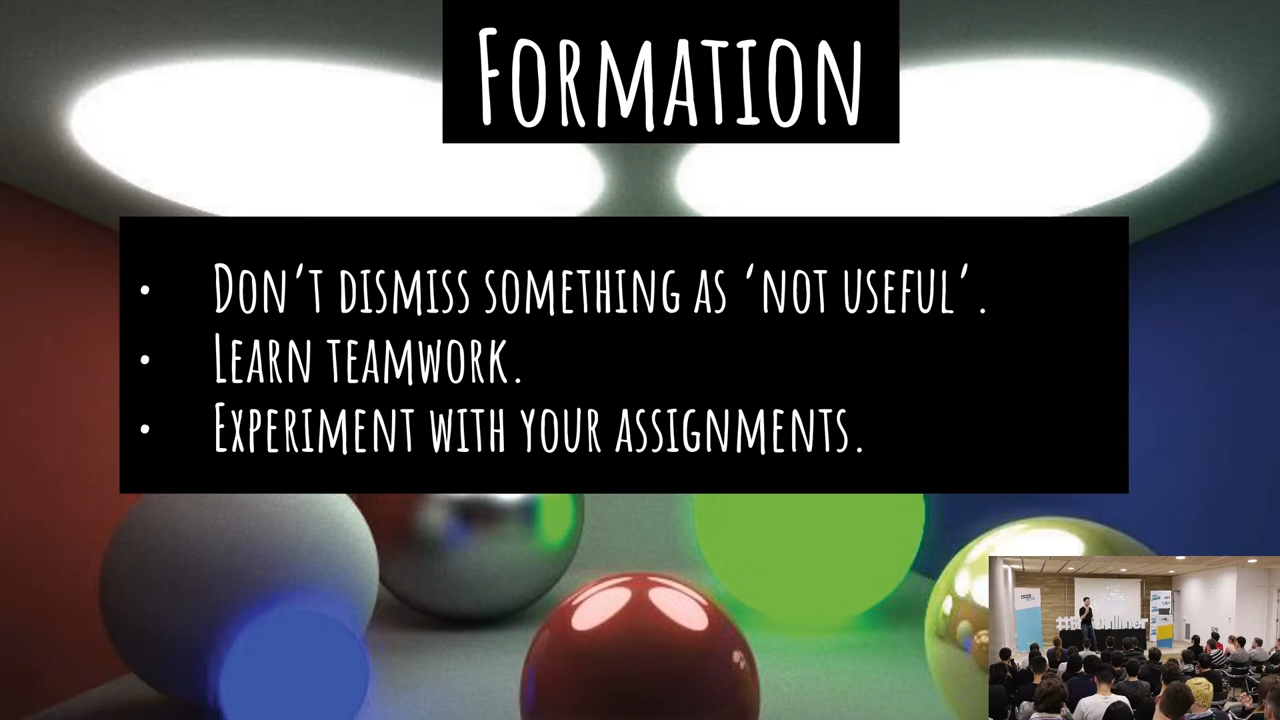 Formation
• Don't dismiss something as 'not useful'.
• Learn teamwork.
• Experiment with your assignments.